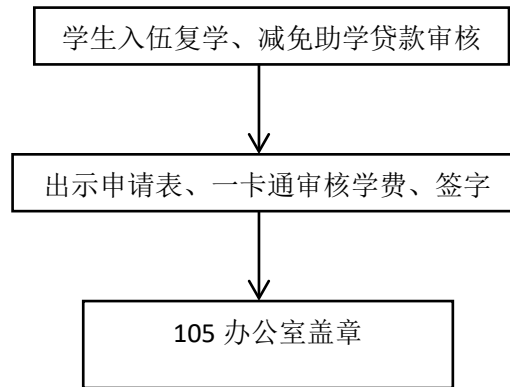 学生入伍复学、减免助学贷款审核
出示申请表、一卡通审核学费、签字
105 办公室盖章